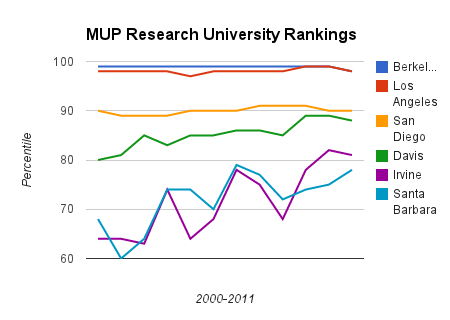 MUP Research University Rankings
100
90
80
70
60
Percentile
2000-2011
Berkel...
Los
Angeles
San
Diego
Davis
Irvine
Santa
Barbara